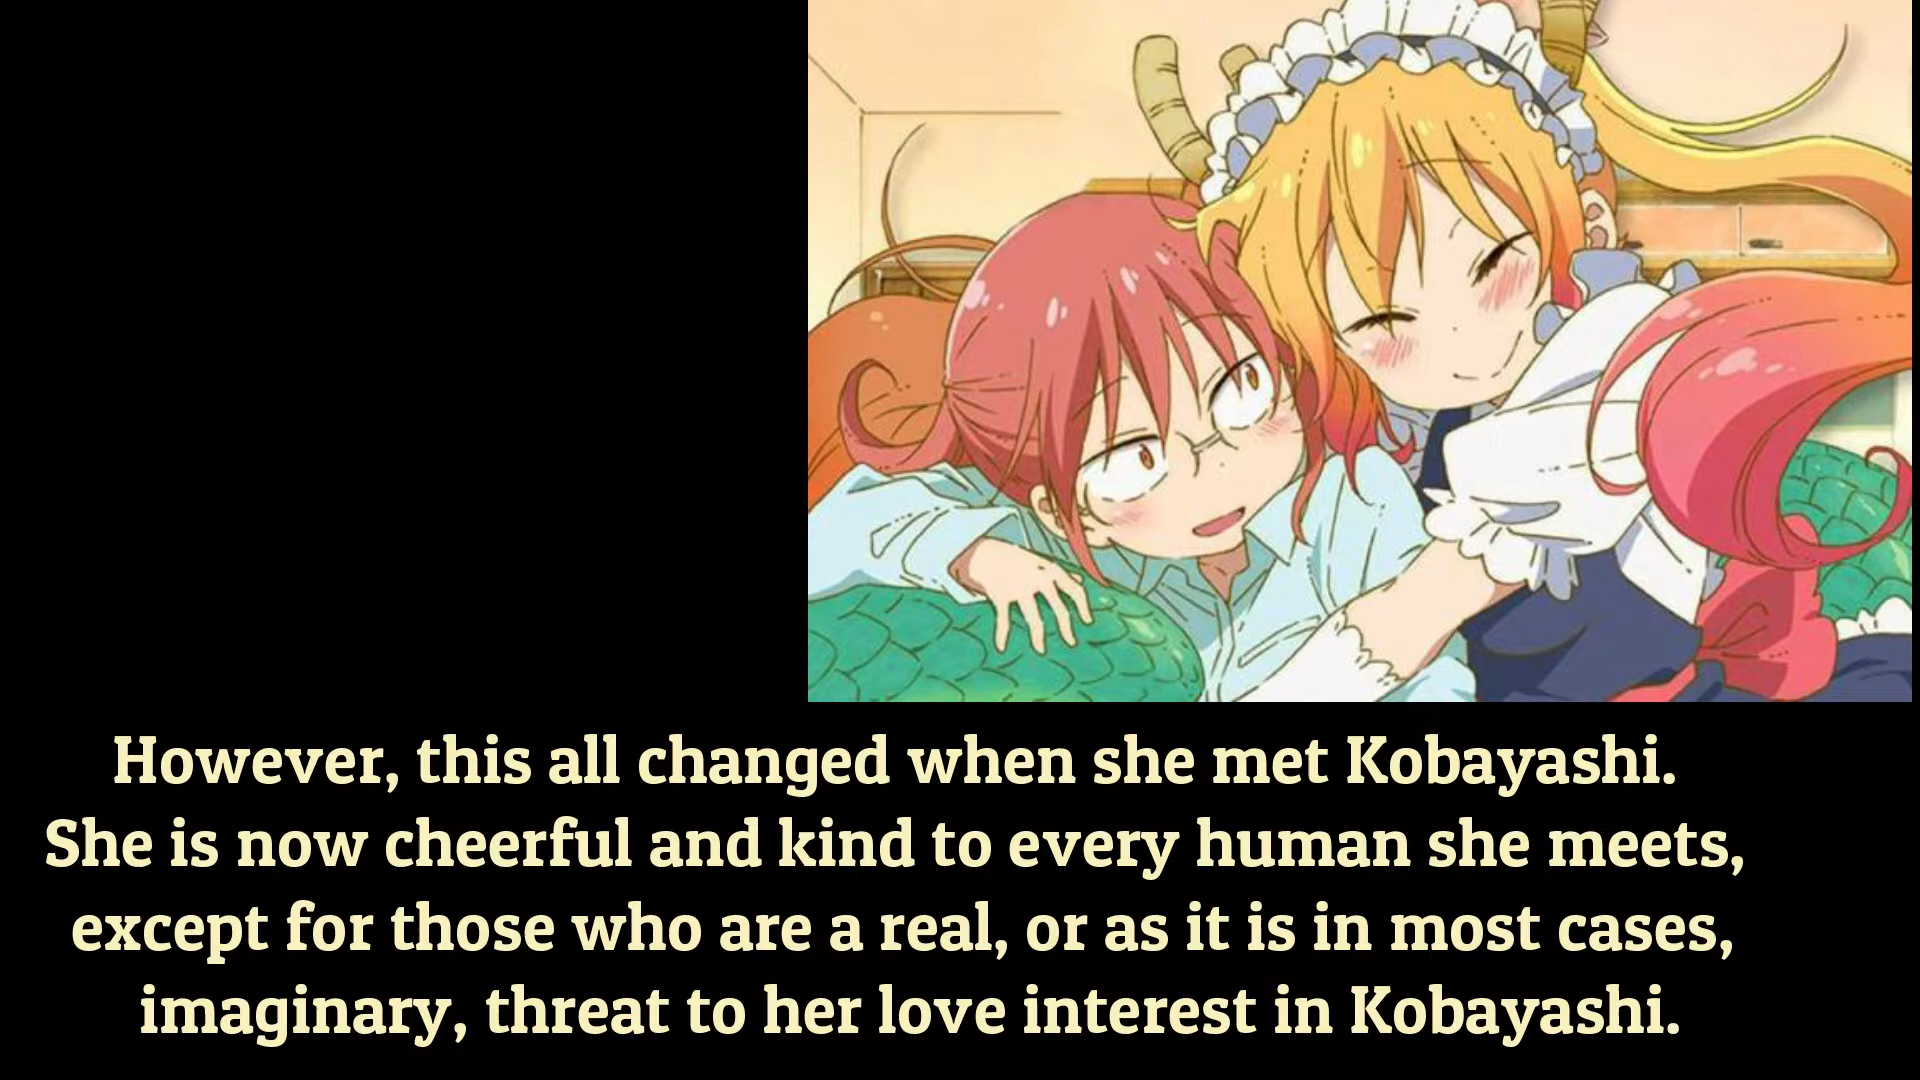 However, this all changed when she met Kobayashi.
She is now cheerful and kind to every human she meets,
except for those who are a real, or as it is in most cases,
imaginary, threat to her love interest in Kobayashi.